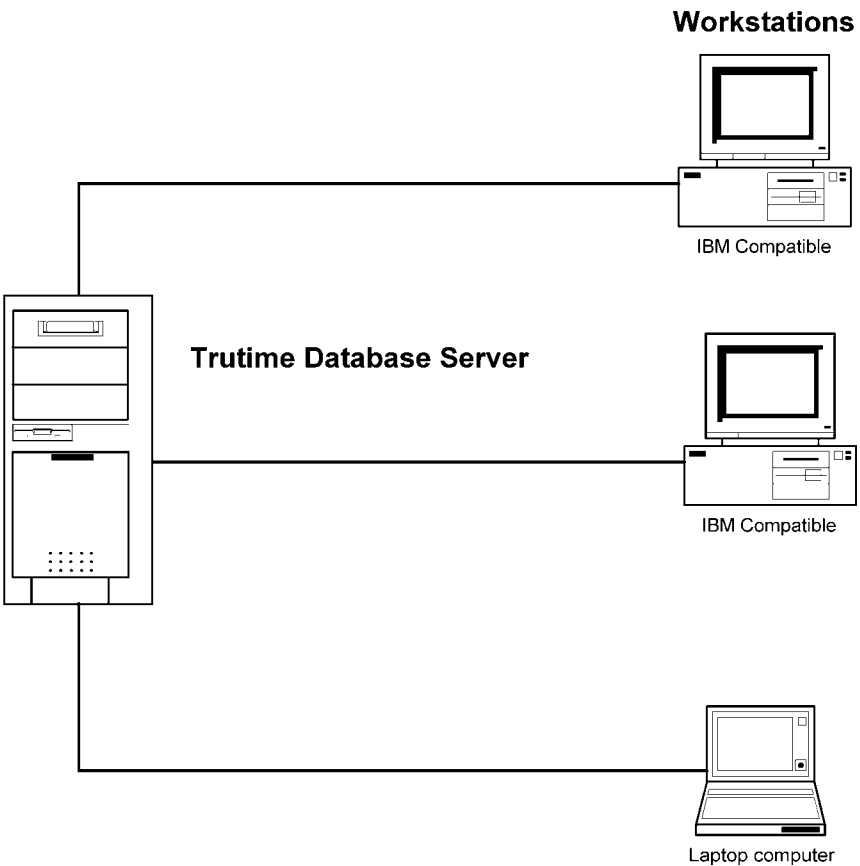 Workstations
IBM Compatible
Trutime Database Server
IBM Compatible
Laptop computer